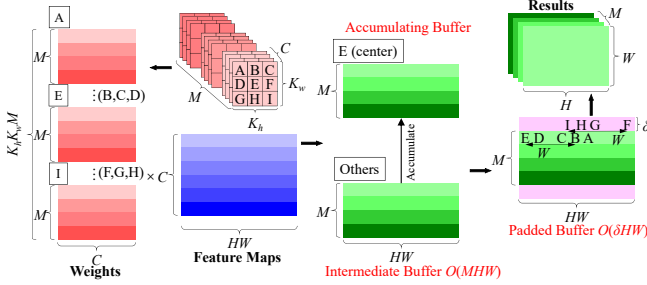 A
M
E
⋮(B,C,D)
M
K_hK_wM
I
⋮(F,G,H)
M
C
Weights
C
A B C
D E F
G H I
K_w
M
K_h
× C
HW
Feature Maps
Accumulating Buffer
E (center)
M
Accumulate
Others
M
HW
Intermediate Buffer O(MHW)
Results
M
W
H
I H G F
δ
E D C B A
W W
M
HW
Padded Buffer O(δHW)